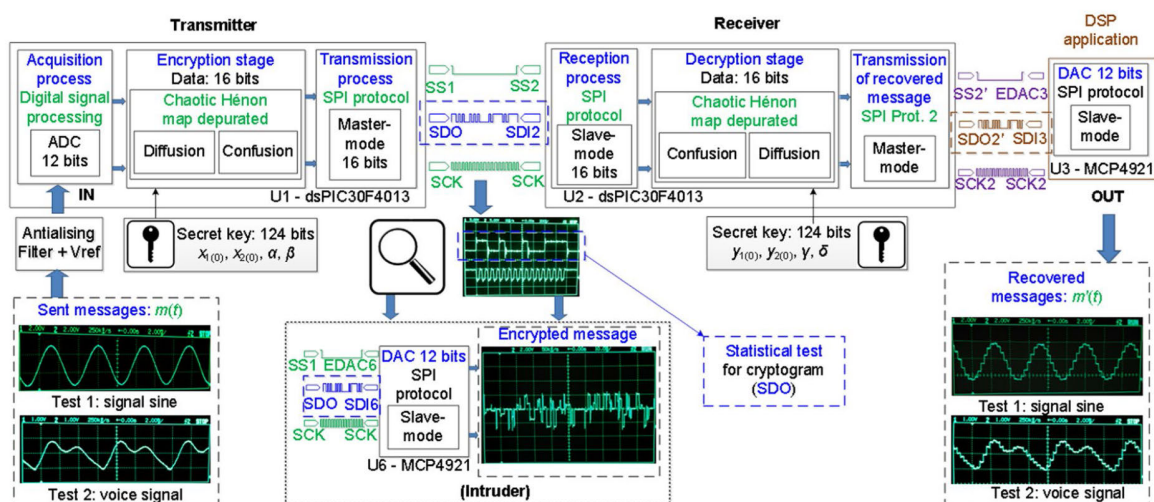 Transmitter
Acquisition
process
Digital signal
processing
ADC
12 bits
IN
Encryption stage
Data: 16 bits
Chaotic Hénon
map depurated
Diffusion
Confusion
Transmission
process
SPI protocol
Master-
mode
16 bits
U1 - dsPIC30F4013
SS1 SS2
SDO SDI2
SCK SCK
Receiver
Reception
process
SPI
protocol
Slave-
mode
16 bits
Decryption stage
Data: 16 bits
Chaotic Hénon
map depurated
Confusion
Diffusion
Transmission
of recovered
message
SPI Prot. 2
Master-
mode
U2 - dsPIC30F4013
SS2' EDAC3
SDO2' SDI3
SCK2 SCK2
DSP
application
DAC 12 bits
SPI protocol
Slave-
mode
U3 - MCP4921
OUT
Antialising
Filter + Vref
Secret key: 124 bits
x1(0), x2(0), α, β
Secret key: 124 bits
y1(0), y2(0), γ, δ
Sent messages: m(t)
Test 1: signal sine
Test 2: voice signal
SS1 EDAC6
SDO SDI6
SCK SCK
DAC 12 bits
SPI
protocol
Slave-
mode
U6 - MCP4921
Encrypted message
(Intruder)
Statistical test
for cryptogram
(SDO)
Recovered
messages: m'(t)
Test 1: signal sine
Test 2: voice signal